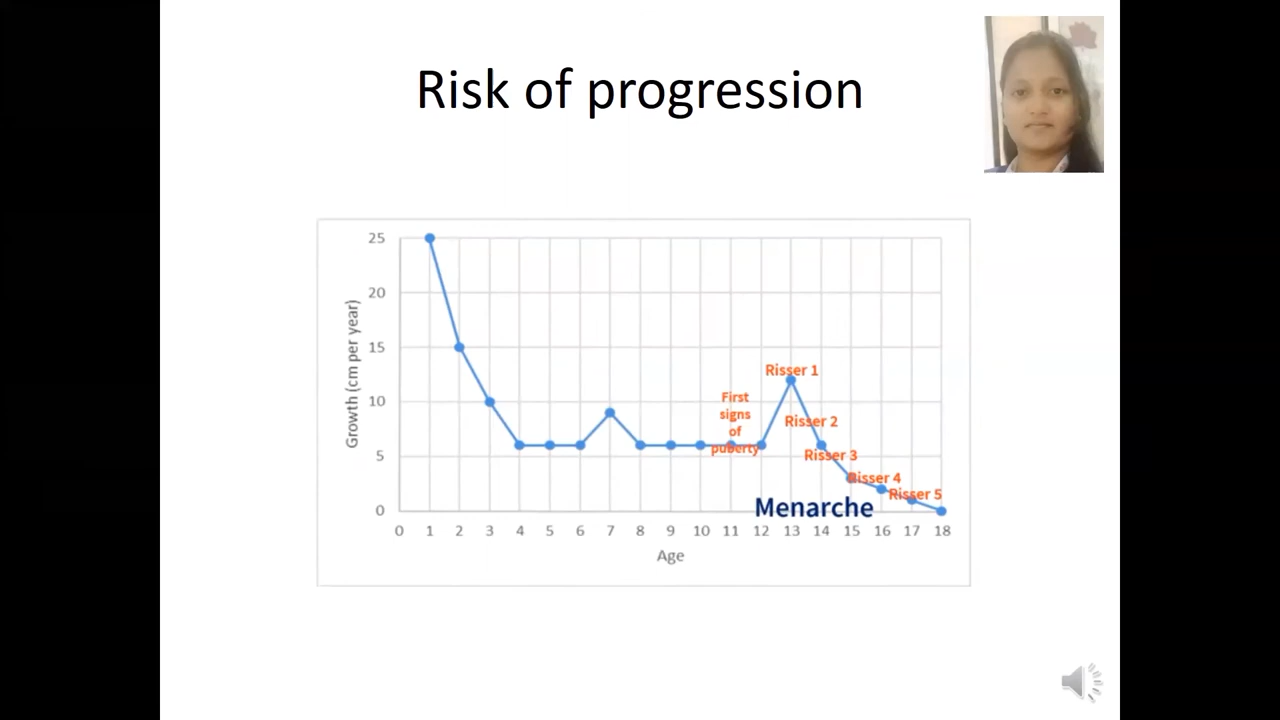 Risk of progression
25
20
15
10
5
0
Growth (cm per year)
Risser 1
First
signs
of
puberty
Risser 2
Risser 3
Risser 4
Risser 5
Menarche
0 1 2 3 4 5 6 7 8 9 10 11 12 13 14 15 16 17 18
Age